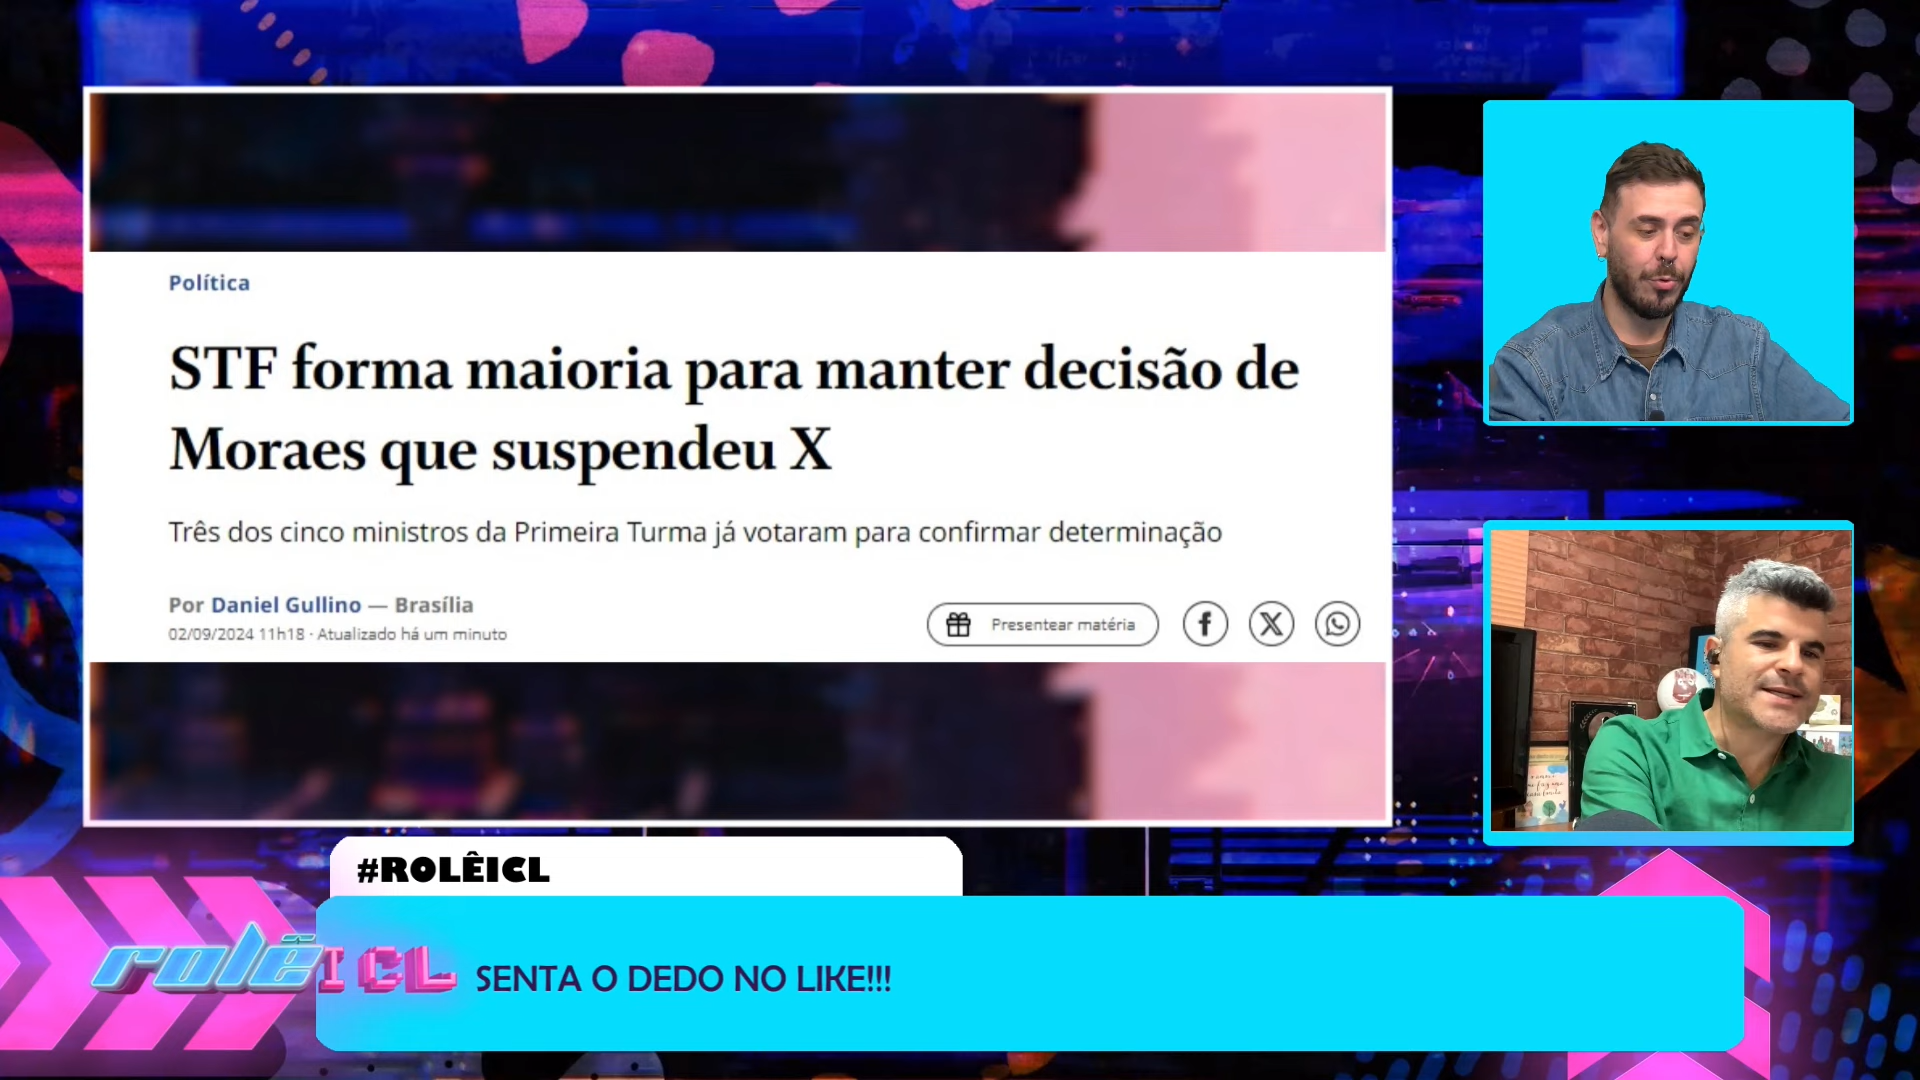 Política
STF forma maioria para manter decisão de
Moraes que suspendeu X
Três dos cinco ministros da Primeira Turma já votaram para confirmar determinação
Por Daniel Gullino — Brasília
02/09/2024 11h18 · Atualizado há um minuto
Presentear matéria
#ROLÊICL
rolê ICL
SENTA O DEDO NO LIKE!!!